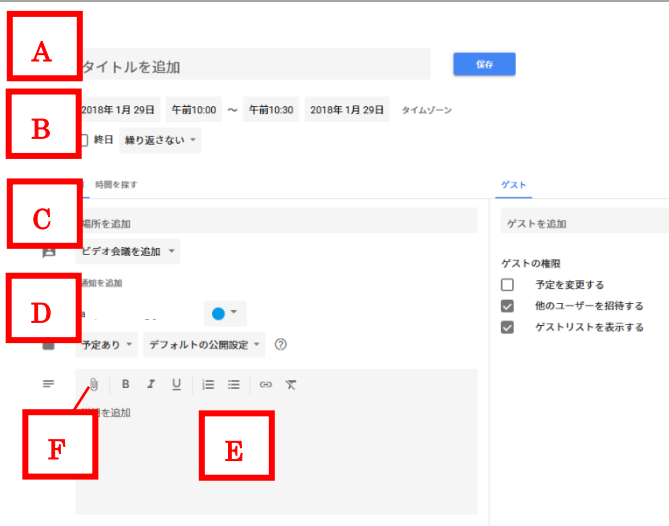 A
タイトルを追加 保存
B
2018年 1月 29日 午前10:00 ～ 午前10:30 2018年 1月 29日 タイムゾーン
終日 繰り返さない
時間を探す ゲスト
C
場所を追加 ゲストを追加
ビデオ会議を追加
ゲストの権限
通知を追加
予定を変更する
D
他のユーザーを招待する
ゲストリストを表示する
予定あり デフォルトの公開設定 ?
B I U
を追加
F
E